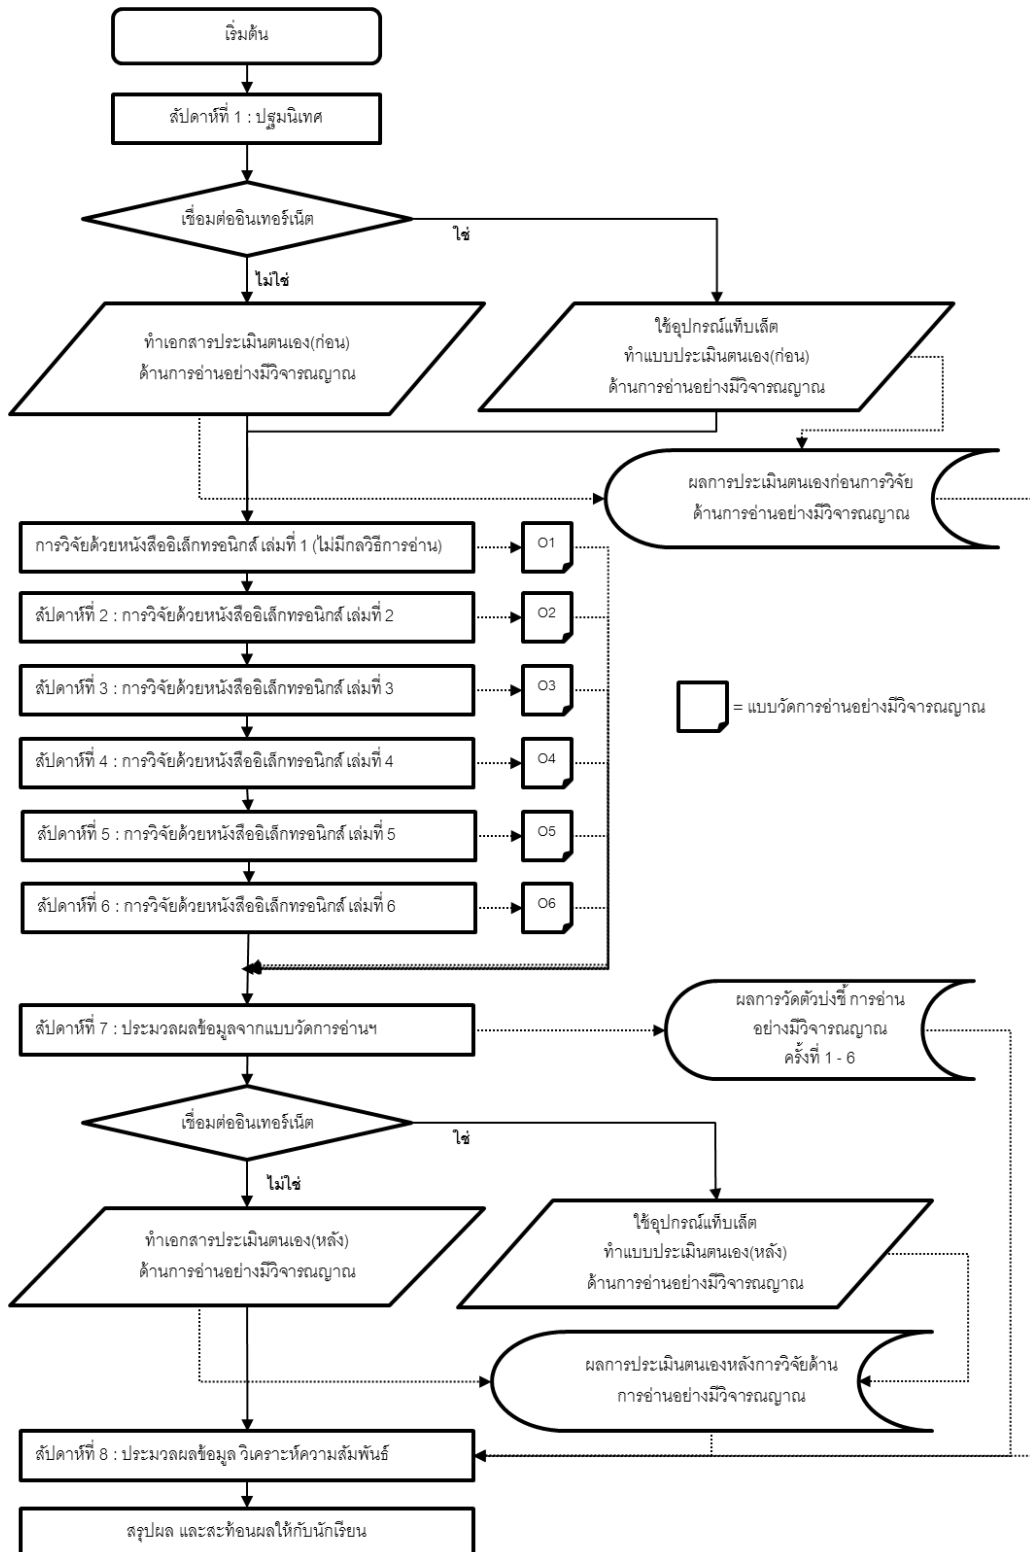 เริ่มต้น
สัปดาห์ที่ 1 : ปฐมนิเทศ
เชื่อมต่ออินเทอร์เน็ต
ใช่
ไม่ใช่
ทำเอกสารประเมินตนเอง(ก่อน)
ด้านการอ่านอย่างมีวิจารณญาณ
ใช้อุปกรณ์แท็บเล็ต
ทำแบบประเมินตนเอง(ก่อน)
ด้านการอ่านอย่างมีวิจารณญาณ
ผลการประเมินตนเองก่อนการวิจัย
ด้านการอ่านอย่างมีวิจารณญาณ
การวิจัยด้วยหนังสืออิเล็กทรอนิกส์ เล่มที่ 1 (ไม่มีกลวิธีการอ่าน)
O1
สัปดาห์ที่ 2 : การวิจัยด้วยหนังสืออิเล็กทรอนิกส์ เล่มที่ 2
O2
สัปดาห์ที่ 3 : การวิจัยด้วยหนังสืออิเล็กทรอนิกส์ เล่มที่ 3
O3
= แบบวัดการอ่านอย่างมีวิจารณญาณ
สัปดาห์ที่ 4 : การวิจัยด้วยหนังสืออิเล็กทรอนิกส์ เล่มที่ 4
O4
สัปดาห์ที่ 5 : การวิจัยด้วยหนังสืออิเล็กทรอนิกส์ เล่มที่ 5
O5
สัปดาห์ที่ 6 : การวิจัยด้วยหนังสืออิเล็กทรอนิกส์ เล่มที่ 6
O6
สัปดาห์ที่ 7 : ประมวลผลข้อมูลจากแบบวัดการอ่านฯ
ผลการวัดตัวบ่งชี้ การอ่าน
อย่างมีวิจารณญาณ
ครั้งที่ 1 - 6
เชื่อมต่ออินเทอร์เน็ต
ใช่
ไม่ใช่
ทำเอกสารประเมินตนเอง(หลัง)
ด้านการอ่านอย่างมีวิจารณญาณ
ใช้อุปกรณ์แท็บเล็ต
ทำแบบประเมินตนเอง(หลัง)
ด้านการอ่านอย่างมีวิจารณญาณ
ผลการประเมินตนเองหลังการวิจัยด้าน
การอ่านอย่างมีวิจารณญาณ
สัปดาห์ที่ 8 : ประมวลผลข้อมูล วิเคราะห์ความสัมพันธ์
สรุปผล และสะท้อนผลให้กับนักเรียน